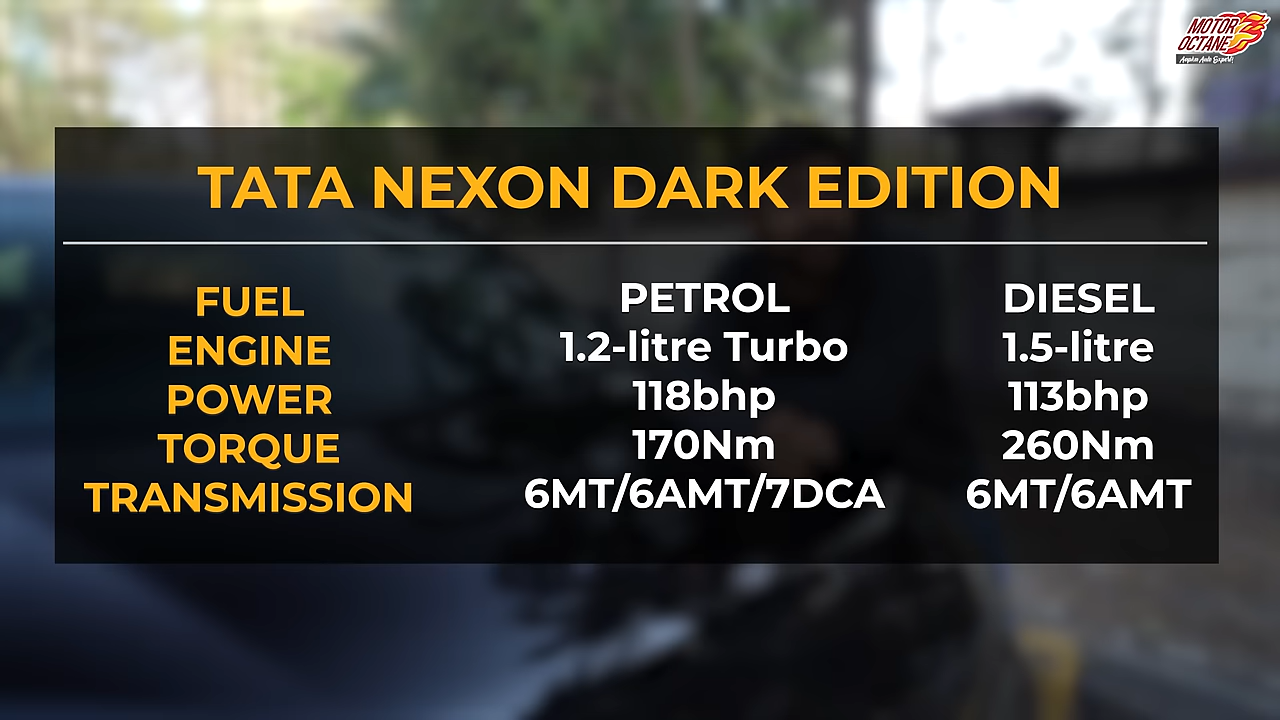 MOTOR
OCTANE
TATA NEXON DARK EDITION
FUEL PETROL DIESEL
ENGINE 1.2-litre Turbo 1.5-litre
POWER 118bhp 113bhp
TORQUE 170Nm 260Nm
TRANSMISSION 6MT/6AMT/7DCA 6MT/6AMT